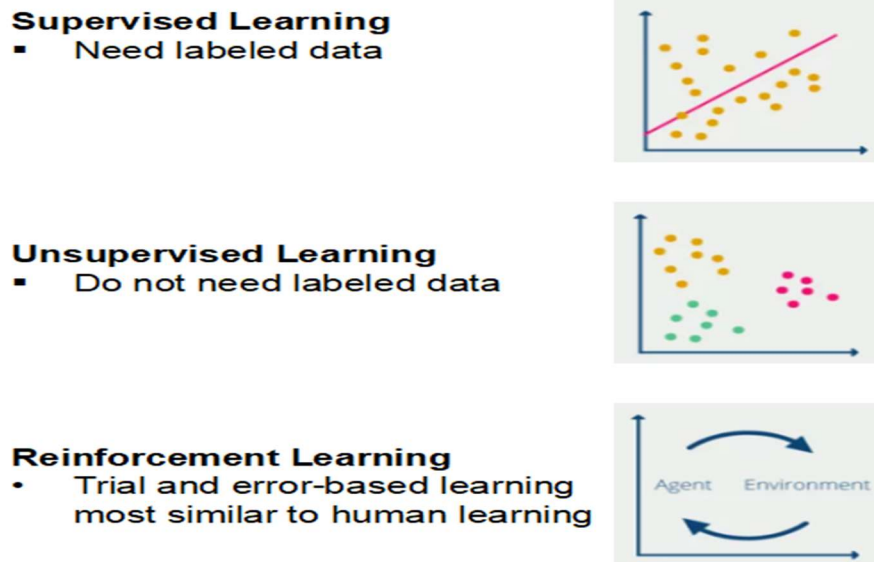 Supervised Learning
▪ Need labeled data
Unsupervised Learning
▪ Do not need labeled data
Reinforcement Learning
• Trial and error-based learning
most similar to human learning
Agent Environment